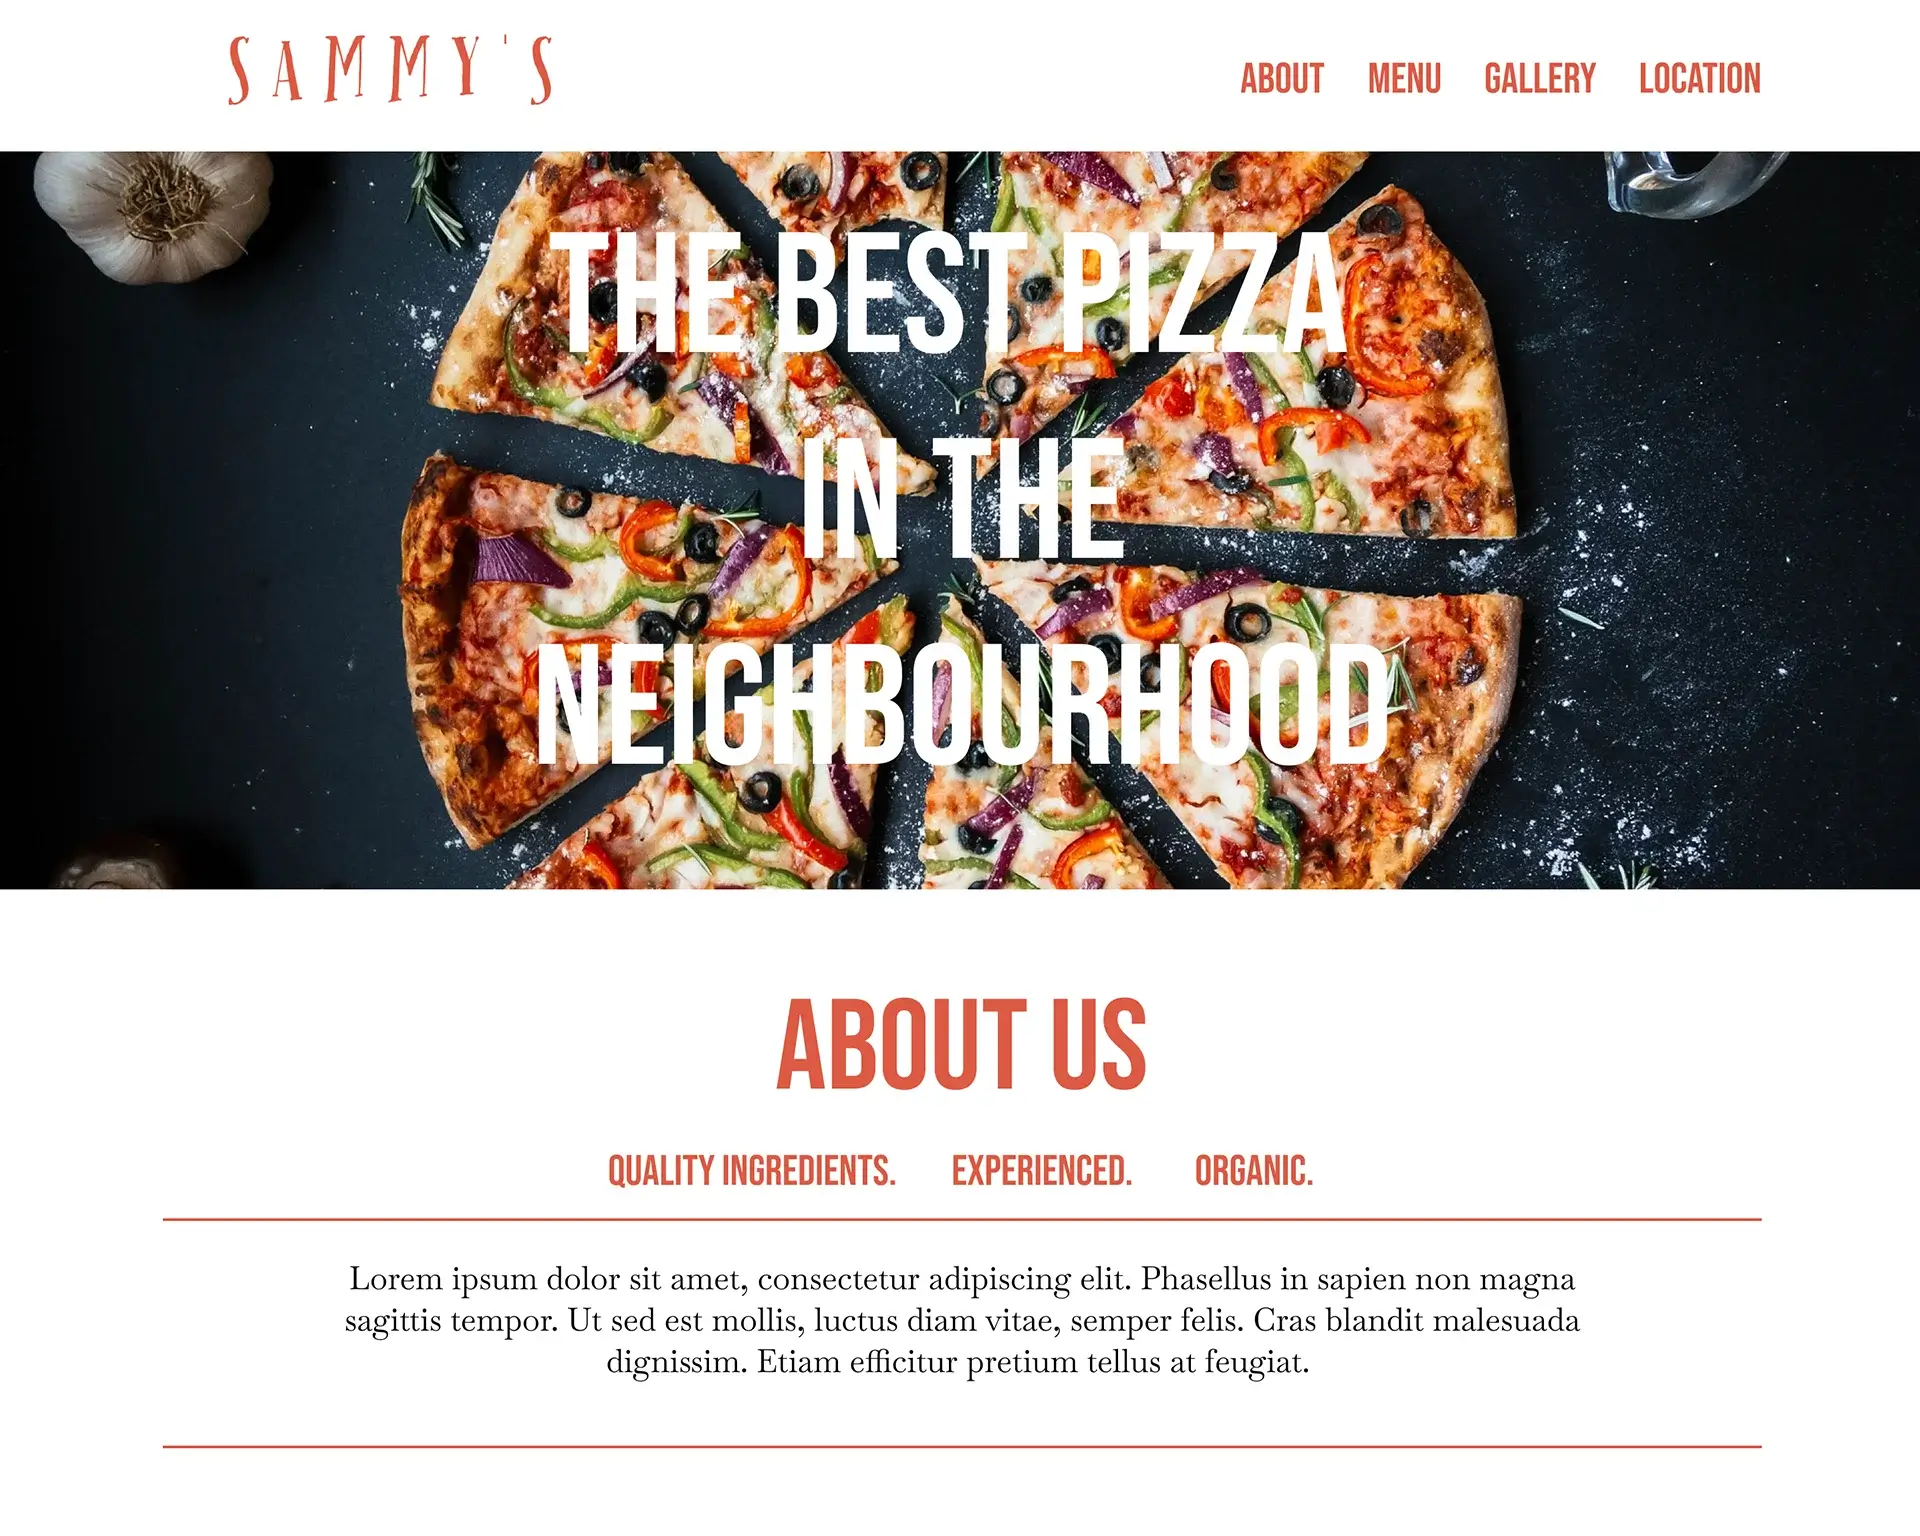 SAMMY'S
ABOUT MENU GALLERY LOCATION
THE BEST PIZZA
IN THE
NEIGHBOURHOOD
ABOUT US
QUALITY INGREDIENTS. EXPERIENCED. ORGANIC.
Lorem ipsum dolor sit amet, consectetur adipiscing elit. Phasellus in sapien non magna
sagittis tempor. Ut sed est mollis, luctus diam vitae, semper felis. Cras blandit malesuada
dignissim. Etiam efficitur pretium tellus at feugiat.